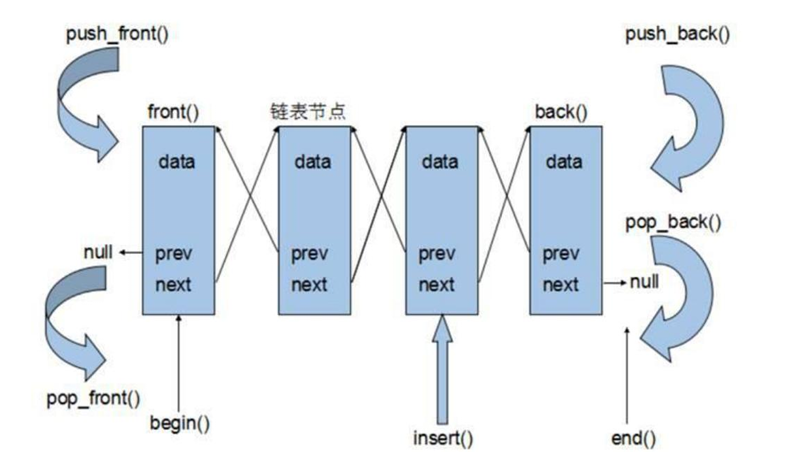 push_front()
push_back()
front()
链表节点
back()
data
data
data
data
pop_back()
null
prev
prev
prev
prev
next
next
next
next
null
pop_front()
begin()
insert()
end()